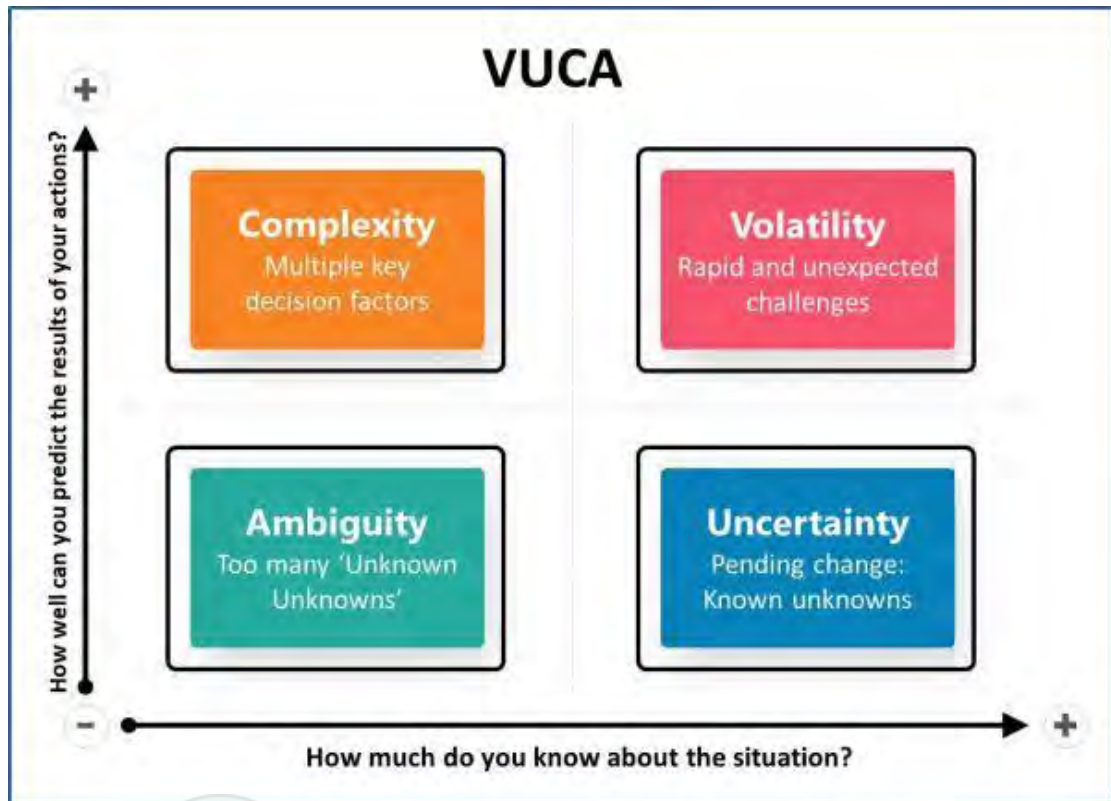 VUCA
+
How well can you predict the results of your actions?
Complexity
Multiple key
decision factors
Volatility
Rapid and unexpected
challenges
Ambiguity
Too many ‘Unknown
Unknowns’
Uncertainty
Pending change:
Known unknowns
-
+
How much do you know about the situation?